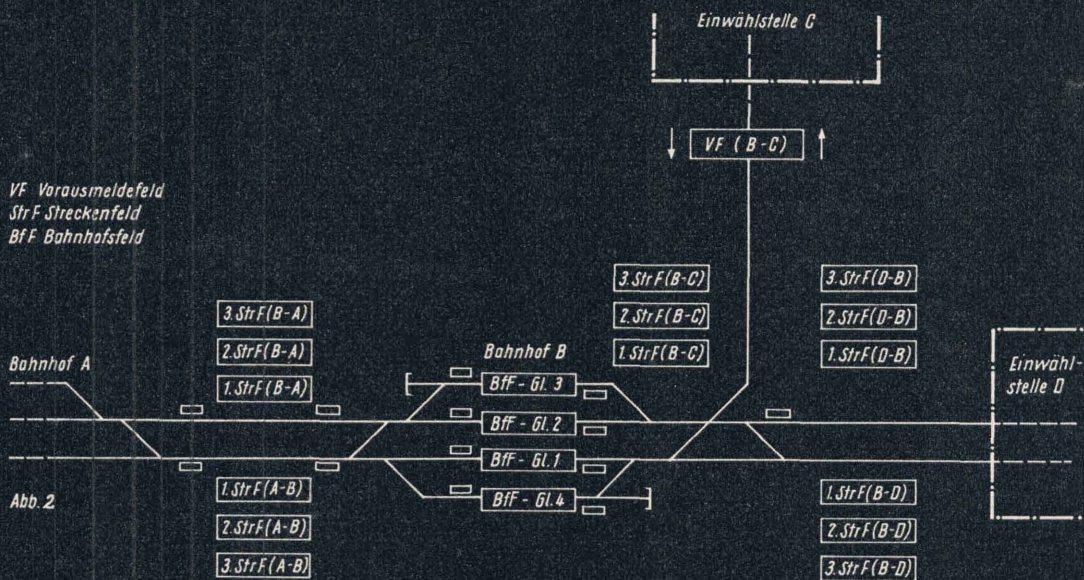 Einwählstelle C
VF (B-C)
VF Vorausmeldefeld
StrF Streckenfeld
BfF Bahnhofsfeld
3.StrF(B-A)
2.StrF(B-A)
1.StrF(B-A)
3.StrF(B-C)
2.StrF(B-C)
1.StrF(B-C)
3.StrF(D-B)
2.StrF(D-B)
1.StrF(D-B)
Bahnhof A
Bahnhof B
BfF - Gl. 3
BfF - Gl. 2
BfF - Gl. 1
BfF - Gl. 4
Einwähl-
stelle D
Abb. 2
1.StrF(A-B)
2.StrF(A-B)
3.StrF(A-B)
1.StrF(B-D)
2.StrF(B-D)
3.StrF(B-D)